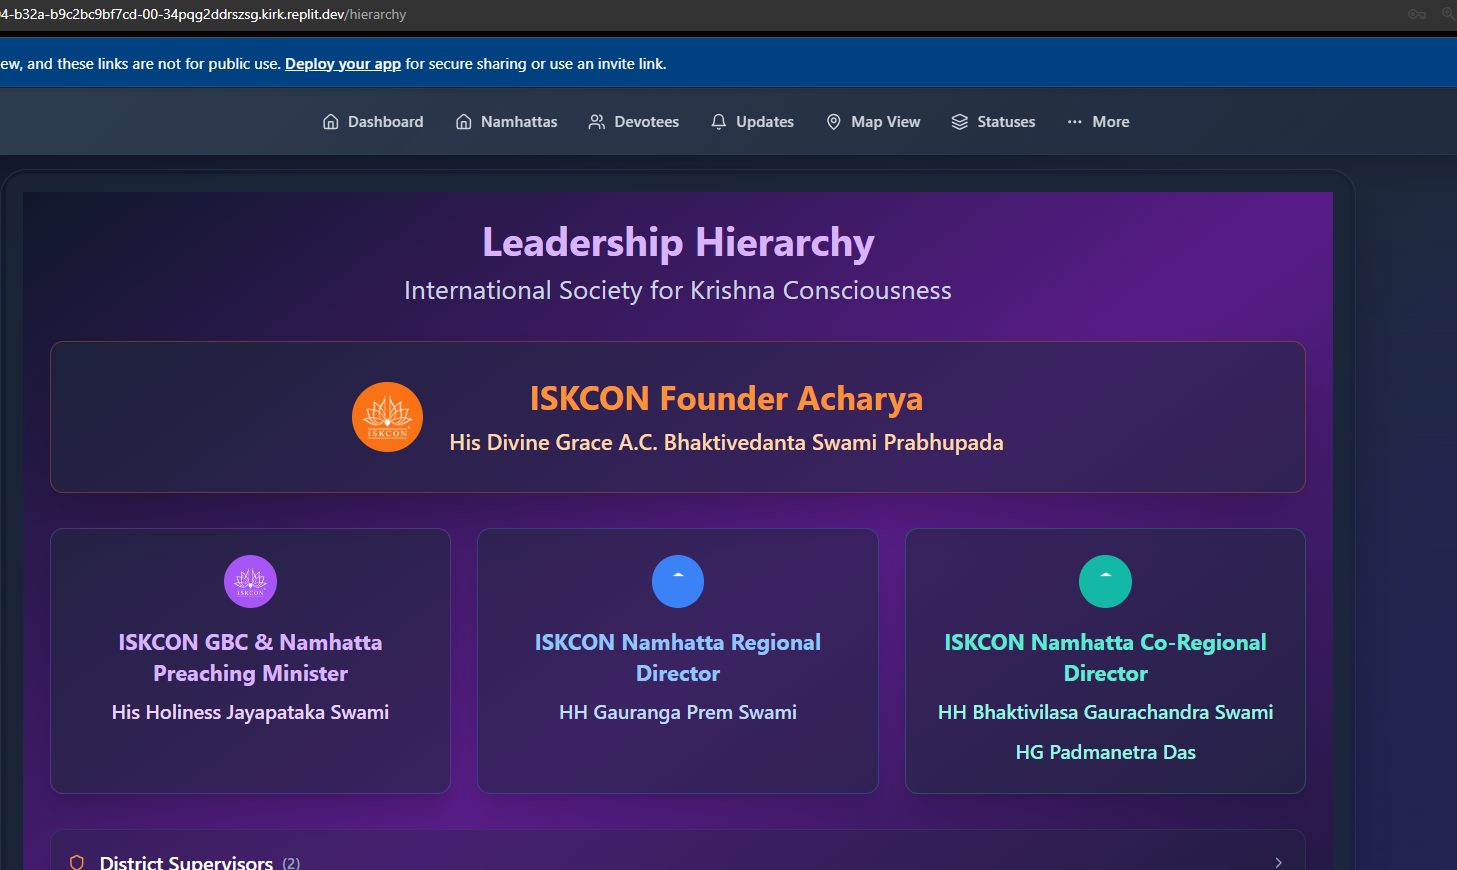 4-b32a-b9c2bc9bf7cd-00-34pqg2ddrszsg.kirk.replit.dev/hierarchy
ew, and these links are not for public use. Deploy your app for secure sharing or use an invite link.
Dashboard Namhattas Devotees Updates Map View Statuses More
Leadership Hierarchy
International Society for Krishna Consciousness
ISKCON
ISKCON Founder Acharya
His Divine Grace A.C. Bhaktivedanta Swami Prabhupada
ISKCON
ISKCON GBC & Namhatta
Preaching Minister
His Holiness Jayapataka Swami
ISKCON Namhatta Regional
Director
HH Gauranga Prem Swami
ISKCON Namhatta Co-Regional
Director
HH Bhaktivilasa Gaurachandra Swami
HG Padmanetra Das
District Supervisors (2)